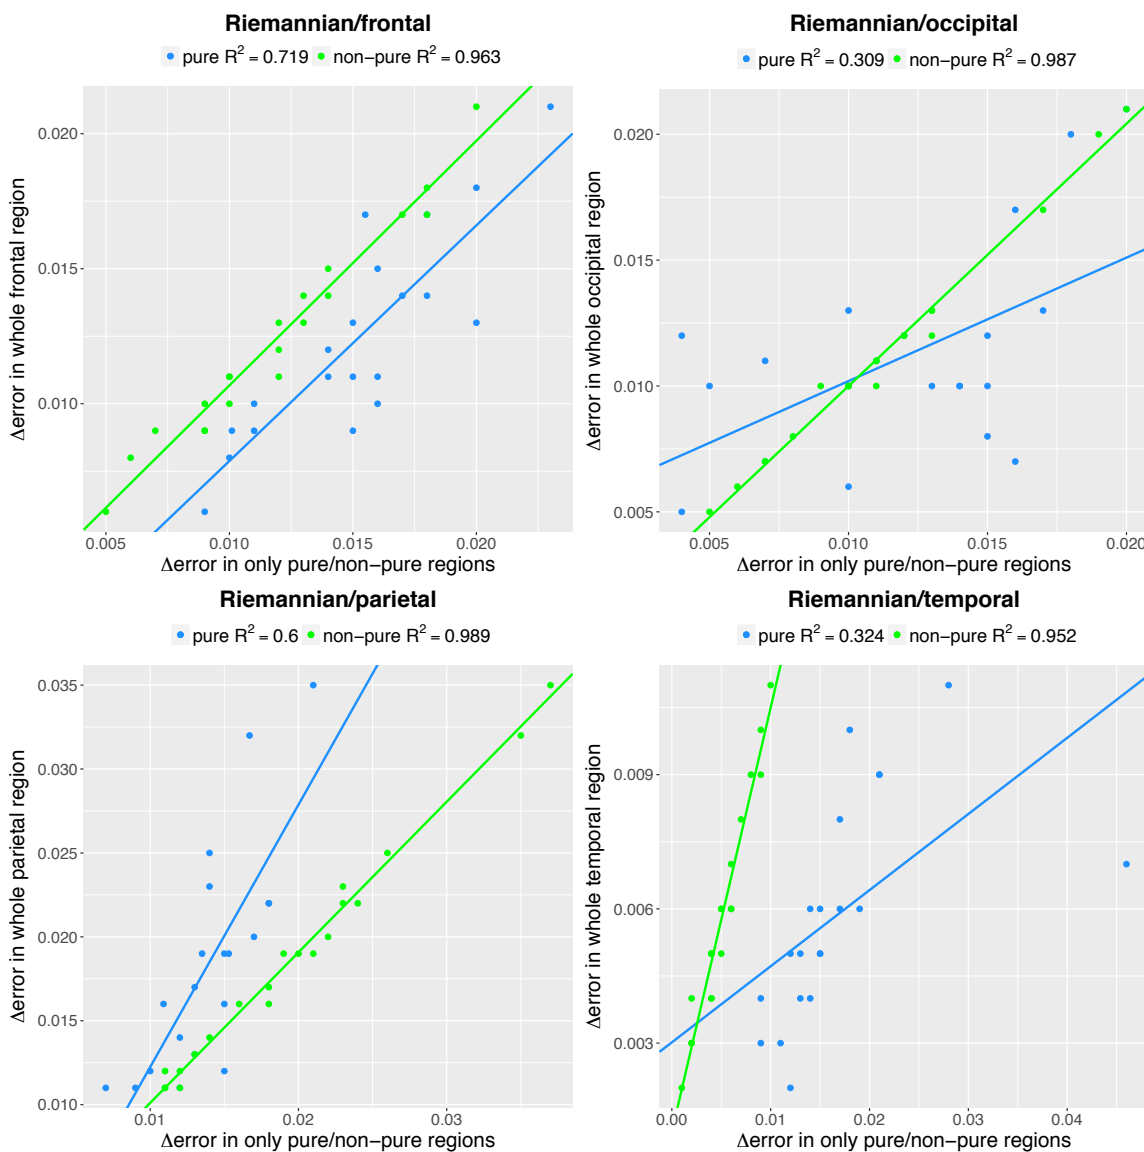 Riemannian/frontal
pure R² = 0.719 non−pure R² = 0.963
Δerror in whole frontal region
0.020
0.015
0.010
0.005 0.010 0.015 0.020
Δerror in only pure/non−pure regions
Riemannian/occipital
pure R² = 0.309 non−pure R² = 0.987
Δerror in whole occipital region
0.020
0.015
0.010
0.005
0.005 0.010 0.015 0.020
Δerror in only pure/non−pure regions
Riemannian/parietal
pure R² = 0.6 non−pure R² = 0.989
Δerror in whole parietal region
0.035
0.030
0.025
0.020
0.015
0.010
0.01 0.02 0.03
Δerror in only pure/non−pure regions
Riemannian/temporal
pure R² = 0.324 non−pure R² = 0.952
Δerror in whole temporal region
0.009
0.006
0.003
0.00 0.01 0.02 0.03 0.04
Δerror in only pure/non−pure regions